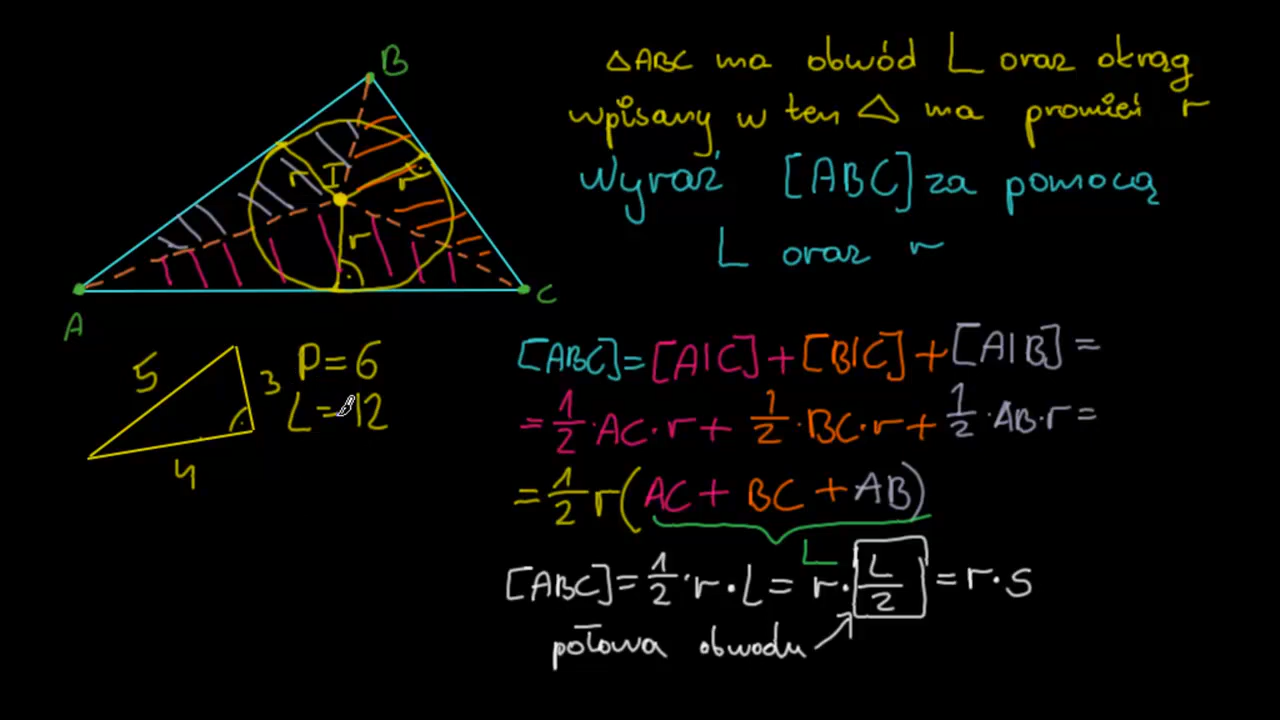 B
△ABC ma obwód L oraz okrąg
wpisany w ten △ ma promień r
Wyraź [ABC] za pomocą
L oraz r
I
r
r
r
A
C
5
3
4
P=6
L=12
[ABC]=[AIC]+[BIC]+[AIB]=
=1/2·AC·r+1/2·BC·r+1/2·AB·r=
=1/2r(AC+BC+AB)
L
[ABC]=1/2·r·L=r·L/2=r·s
połowa obwodu